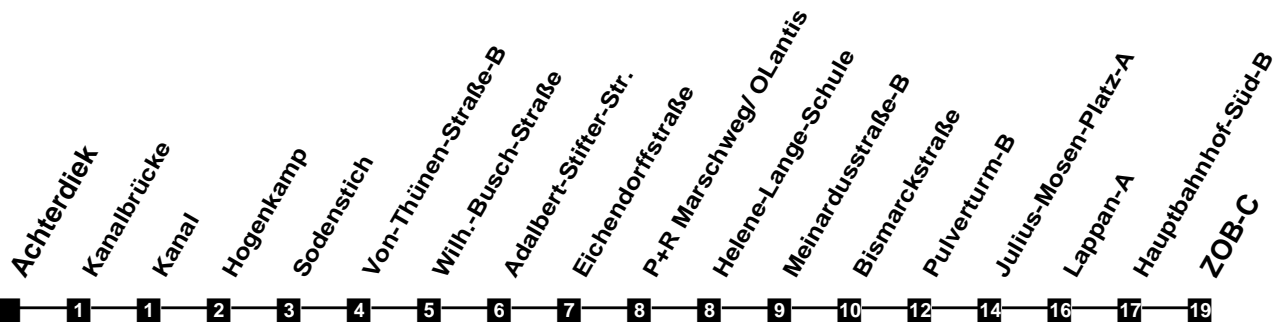 Achterdiek
Kanalbrücke
Kanal
Hogenkamp
Sodenstich
Von-Thünen-Straße-B
Wilh.-Busch-Straße
Adalbert-Stifter-Str.
Eichendorffstraße
P+R Marschweg/ OLantis
Helene-Lange-Schule
Meinardusstraße-B
Bismarckstraße
Pulverturm-B
Julius-Mosen-Platz-A
Lappan-A
Hauptbahnhof-Süd-B
ZOB-C
1 1 2 3 4 5 6 7 8 8 9 10 12 14 16 17 19